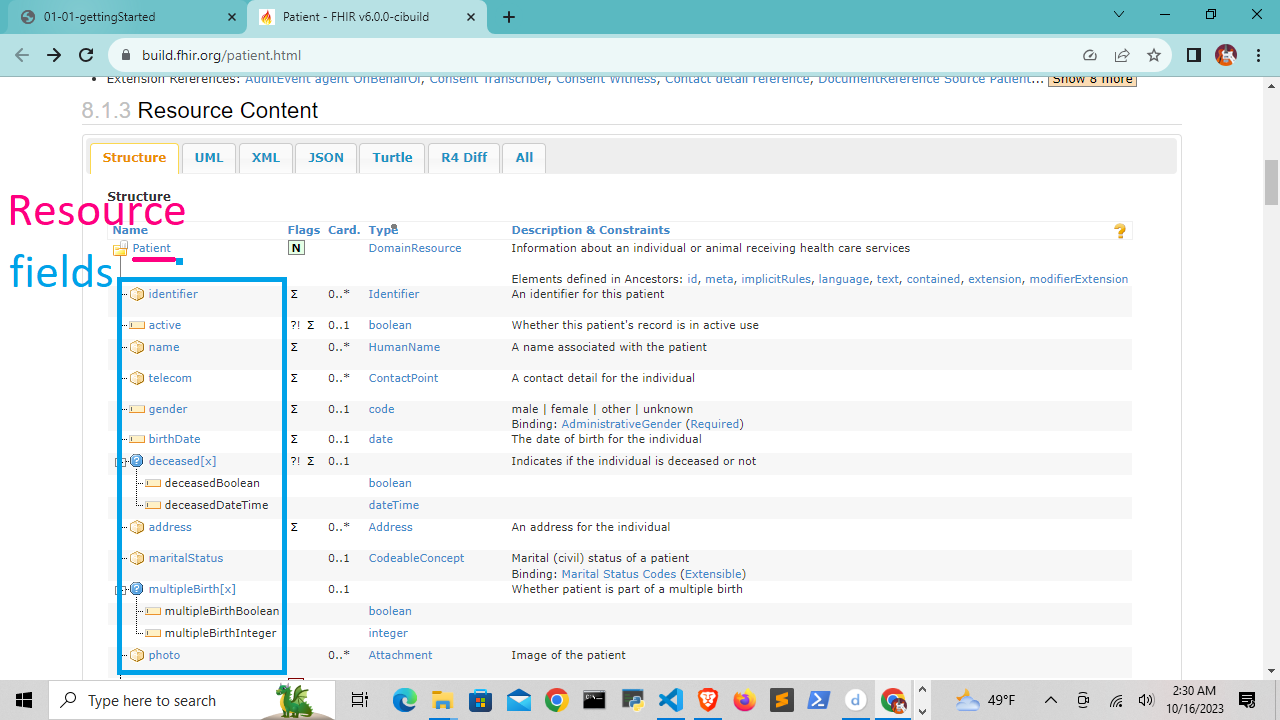 01-01-gettingStarted
Patient - FHIR v6.0.0-cibuild
build.fhir.org/patient.html
Extension References: AuditEvent agent OnBehalfOf, Consent Transcriber, Consent Witness, Contact detail reference, DocumentReference Source Patient... Show 8 more
8.1.3 Resource Content
Structure UML XML JSON Turtle R4 Diff All
Structure
Resource
Name Flags Card. Type Description & Constraints ?
Patient N DomainResource Information about an individual or animal receiving health care services
fields
Elements defined in Ancestors: id, meta, implicitRules, language, text, contained, extension, modifierExtension
identifier Σ 0..* Identifier An identifier for this patient
active ?! Σ 0..1 boolean Whether this patient's record is in active use
name Σ 0..* HumanName A name associated with the patient
telecom Σ 0..* ContactPoint A contact detail for the individual
gender Σ 0..1 code male | female | other | unknown
Binding: AdministrativeGender (Required)
birthDate Σ 0..1 date The date of birth for the individual
deceased[x] ?! Σ 0..1 Indicates if the individual is deceased or not
deceasedBoolean boolean
deceasedDateTime dateTime
address Σ 0..* Address An address for the individual
maritalStatus 0..1 CodeableConcept Marital (civil) status of a patient
Binding: Marital Status Codes (Extensible)
multipleBirth[x] 0..1 Whether patient is part of a multiple birth
multipleBirthBoolean boolean
multipleBirthInteger integer
photo 0..* Attachment Image of the patient
Type here to search
49°F
2:30 AM
10/16/2023